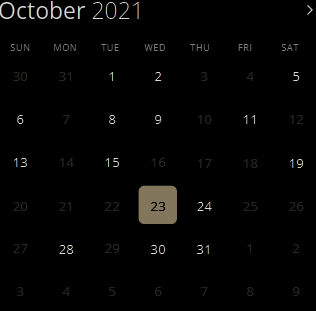 October 2021 >
SUN MON TUE WED THU FRI SAT
30 31 1 2 3 4 5
6 7 8 9 10 11 12
13 14 15 16 17 18 19
20 21 22 23 24 25 26
27 28 29 30 31 1 2
3 4 5 6 7 8 9